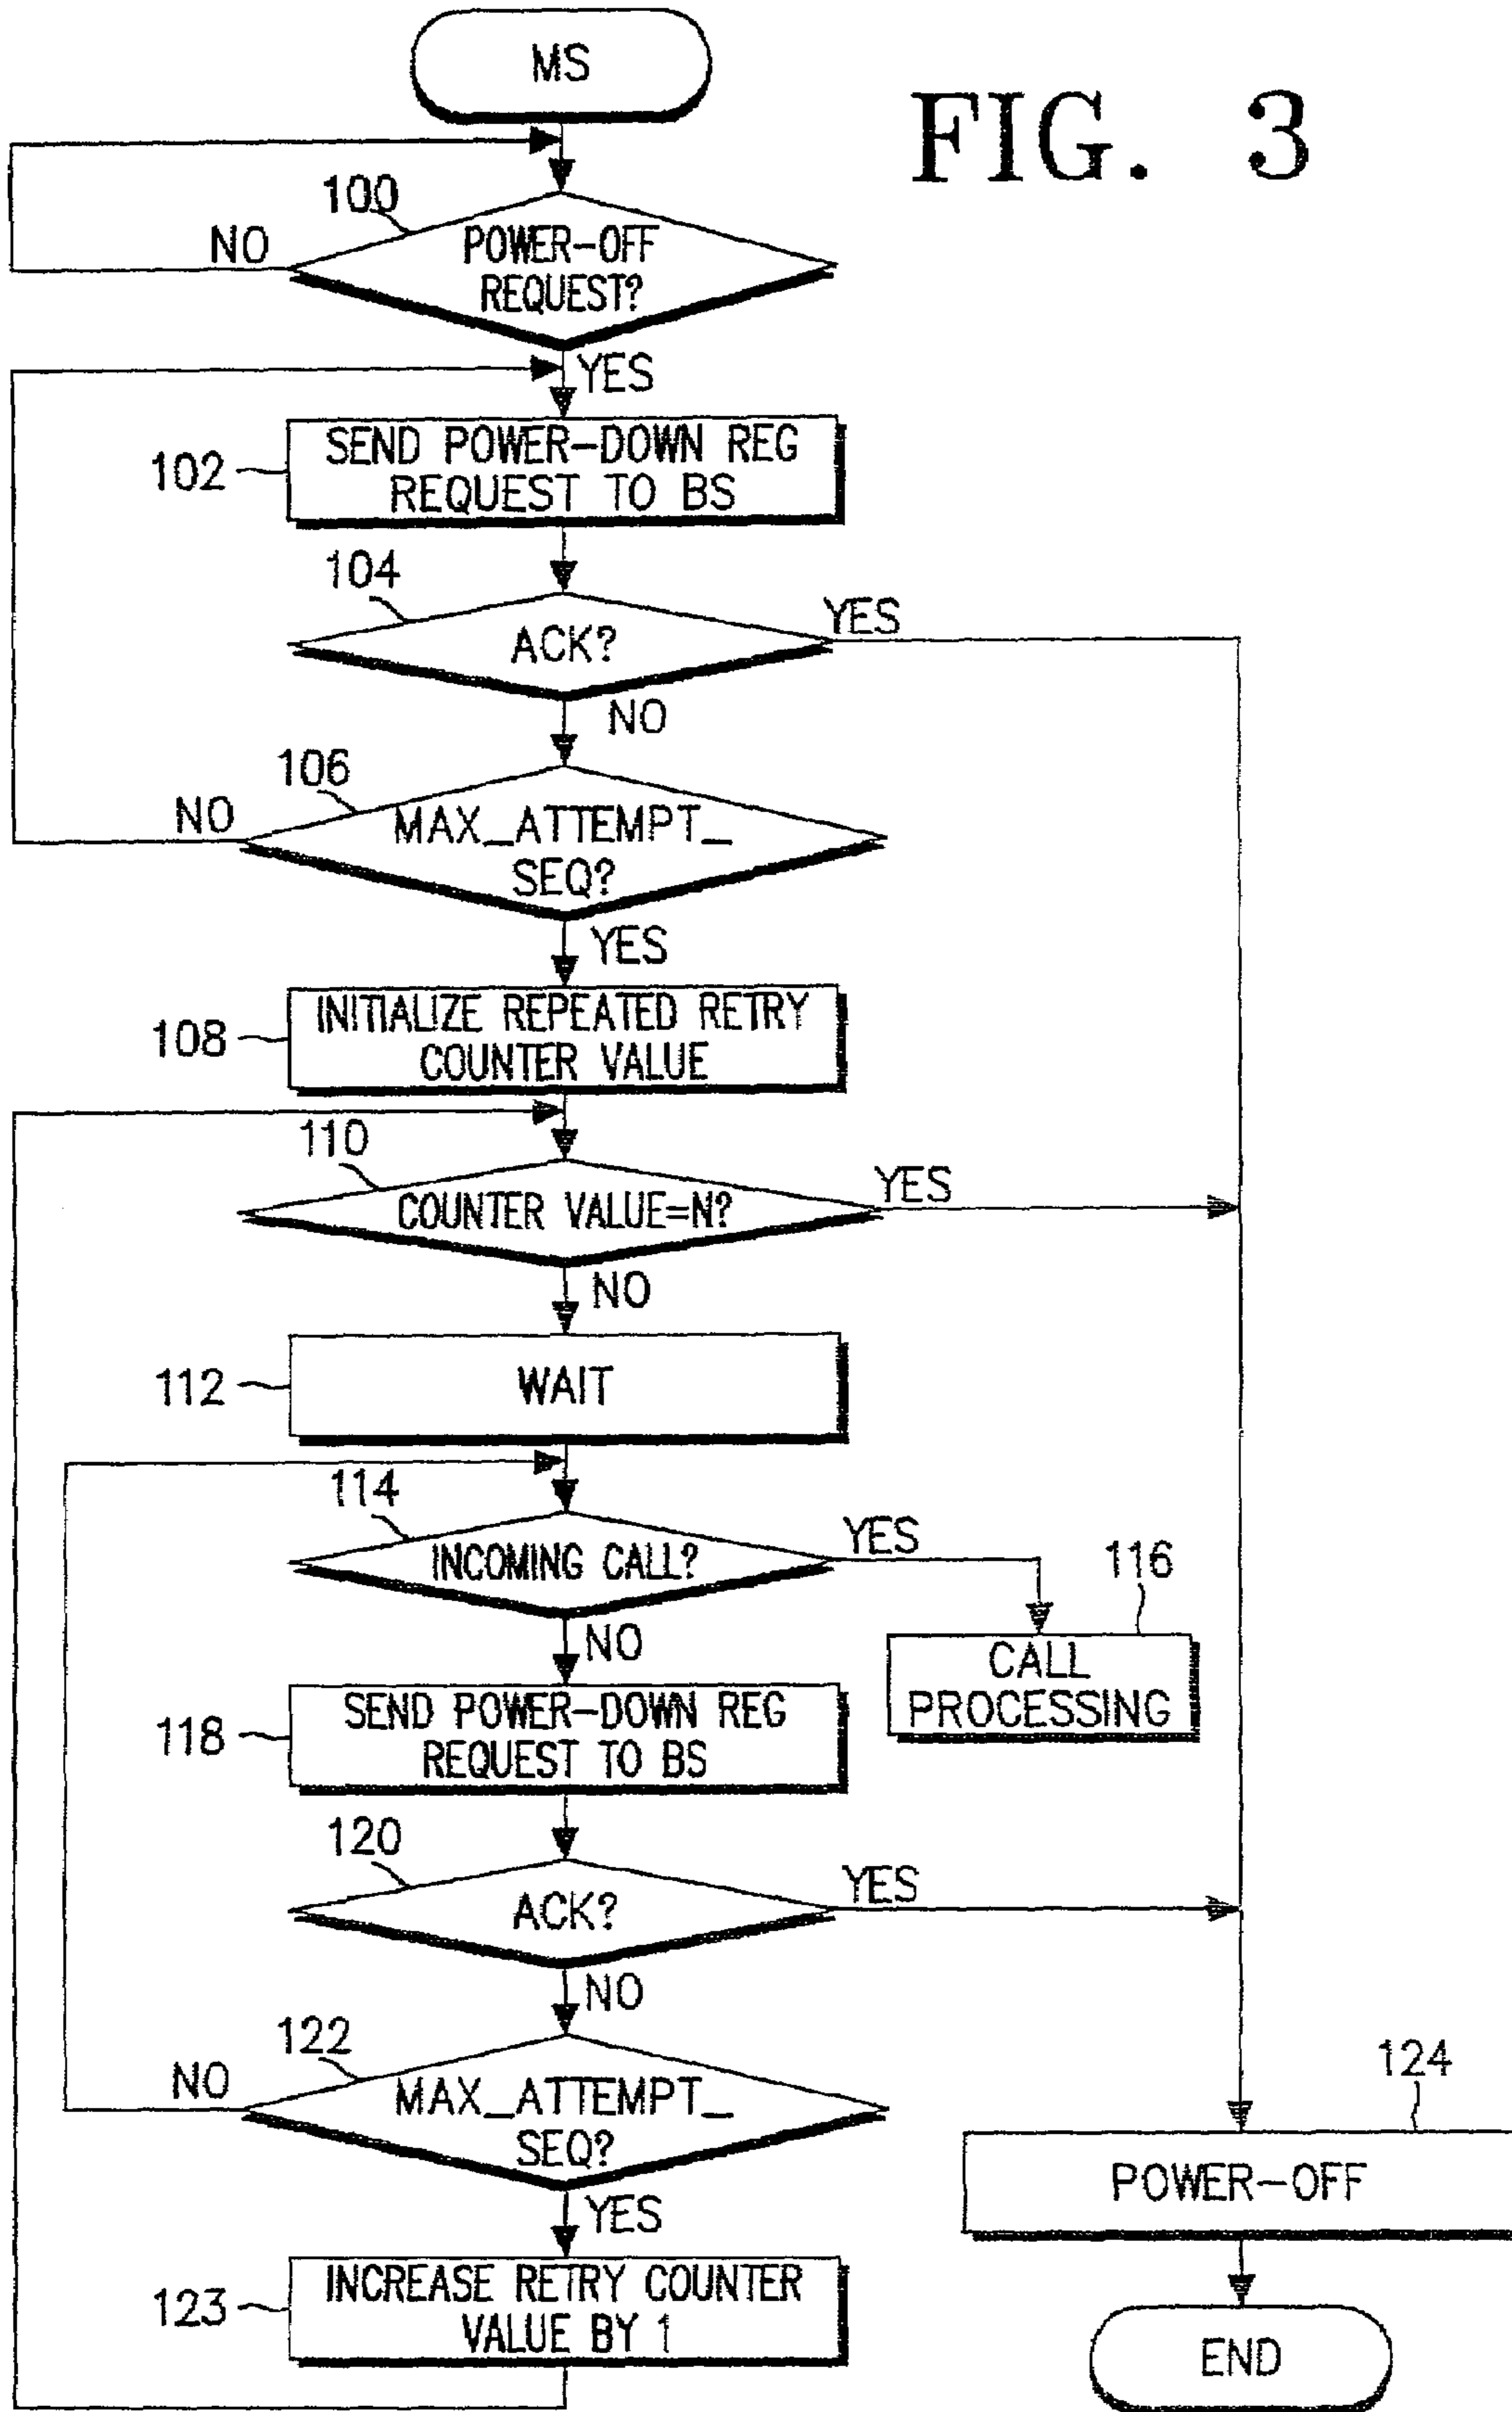 MS
FIG. 3
100
POWER-OFF
REQUEST?
NO
YES
102
SEND POWER-DOWN REG
REQUEST TO BS
104
ACK?
YES
NO
106
MAX_ATTEMPT_
SEQ?
NO
YES
108
INITIALIZE REPEATED RETRY
COUNTER VALUE
110
COUNTER VALUE=N?
YES
NO
112
WAIT
114
INCOMING CALL?
YES
116
CALL
PROCESSING
NO
118
SEND POWER-DOWN REG
REQUEST TO BS
120
ACK?
YES
NO
122
MAX_ATTEMPT_
SEQ?
NO
YES
123
INCREASE RETRY COUNTER
VALUE BY 1
124
POWER-OFF
END